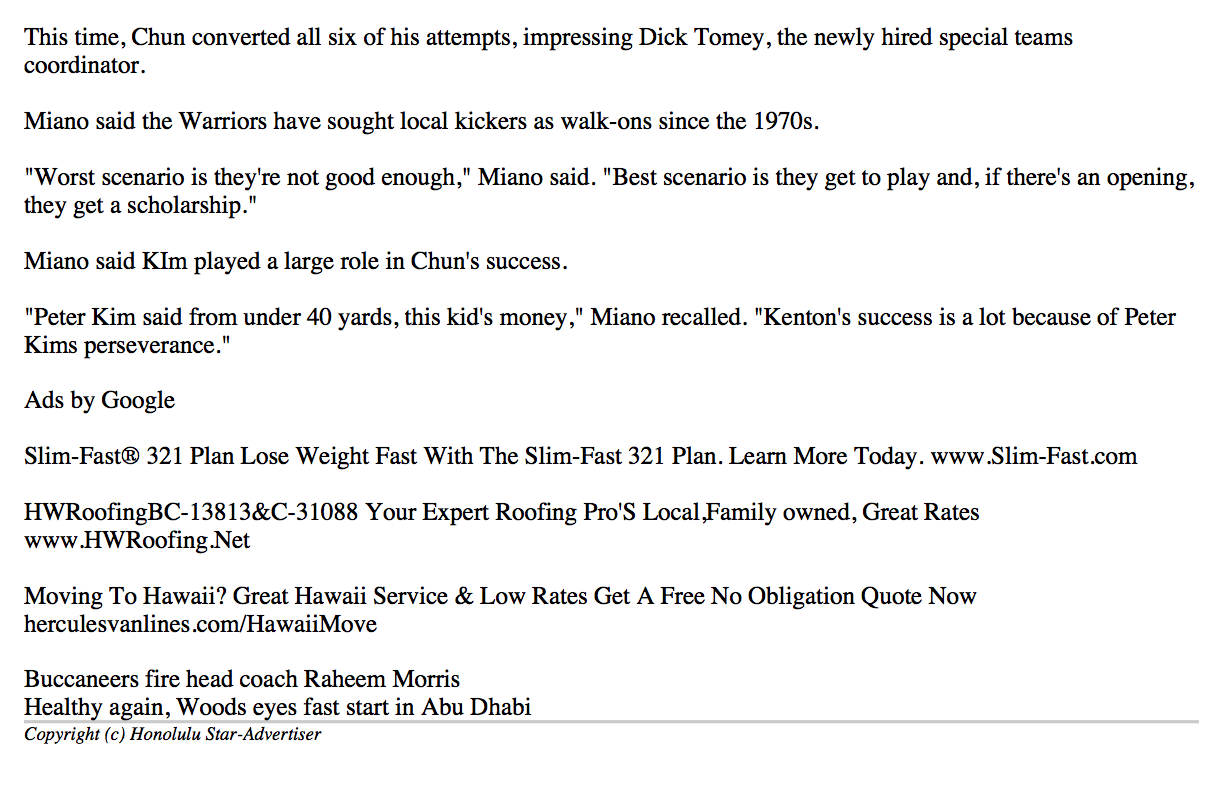 This time, Chun converted all six of his attempts, impressing Dick Tomey, the newly hired special teams
coordinator.
Miano said the Warriors have sought local kickers as walk-ons since the 1970s.
"Worst scenario is they're not good enough," Miano said. "Best scenario is they get to play and, if there's an opening,
they get a scholarship."
Miano said KIm played a large role in Chun's success.
"Peter Kim said from under 40 yards, this kid's money," Miano recalled. "Kenton's success is a lot because of Peter
Kims perseverance."
Ads by Google
Slim-Fast® 321 Plan Lose Weight Fast With The Slim-Fast 321 Plan. Learn More Today. www.Slim-Fast.com
HWRoofingBC-13813&C-31088 Your Expert Roofing Pro'S Local,Family owned, Great Rates
www.HWRoofing.Net
Moving To Hawaii? Great Hawaii Service & Low Rates Get A Free No Obligation Quote Now
herculesvanlines.com/HawaiiMove
Buccaneers fire head coach Raheem Morris
Healthy again, Woods eyes fast start in Abu Dhabi
Copyright (c) Honolulu Star-Advertiser